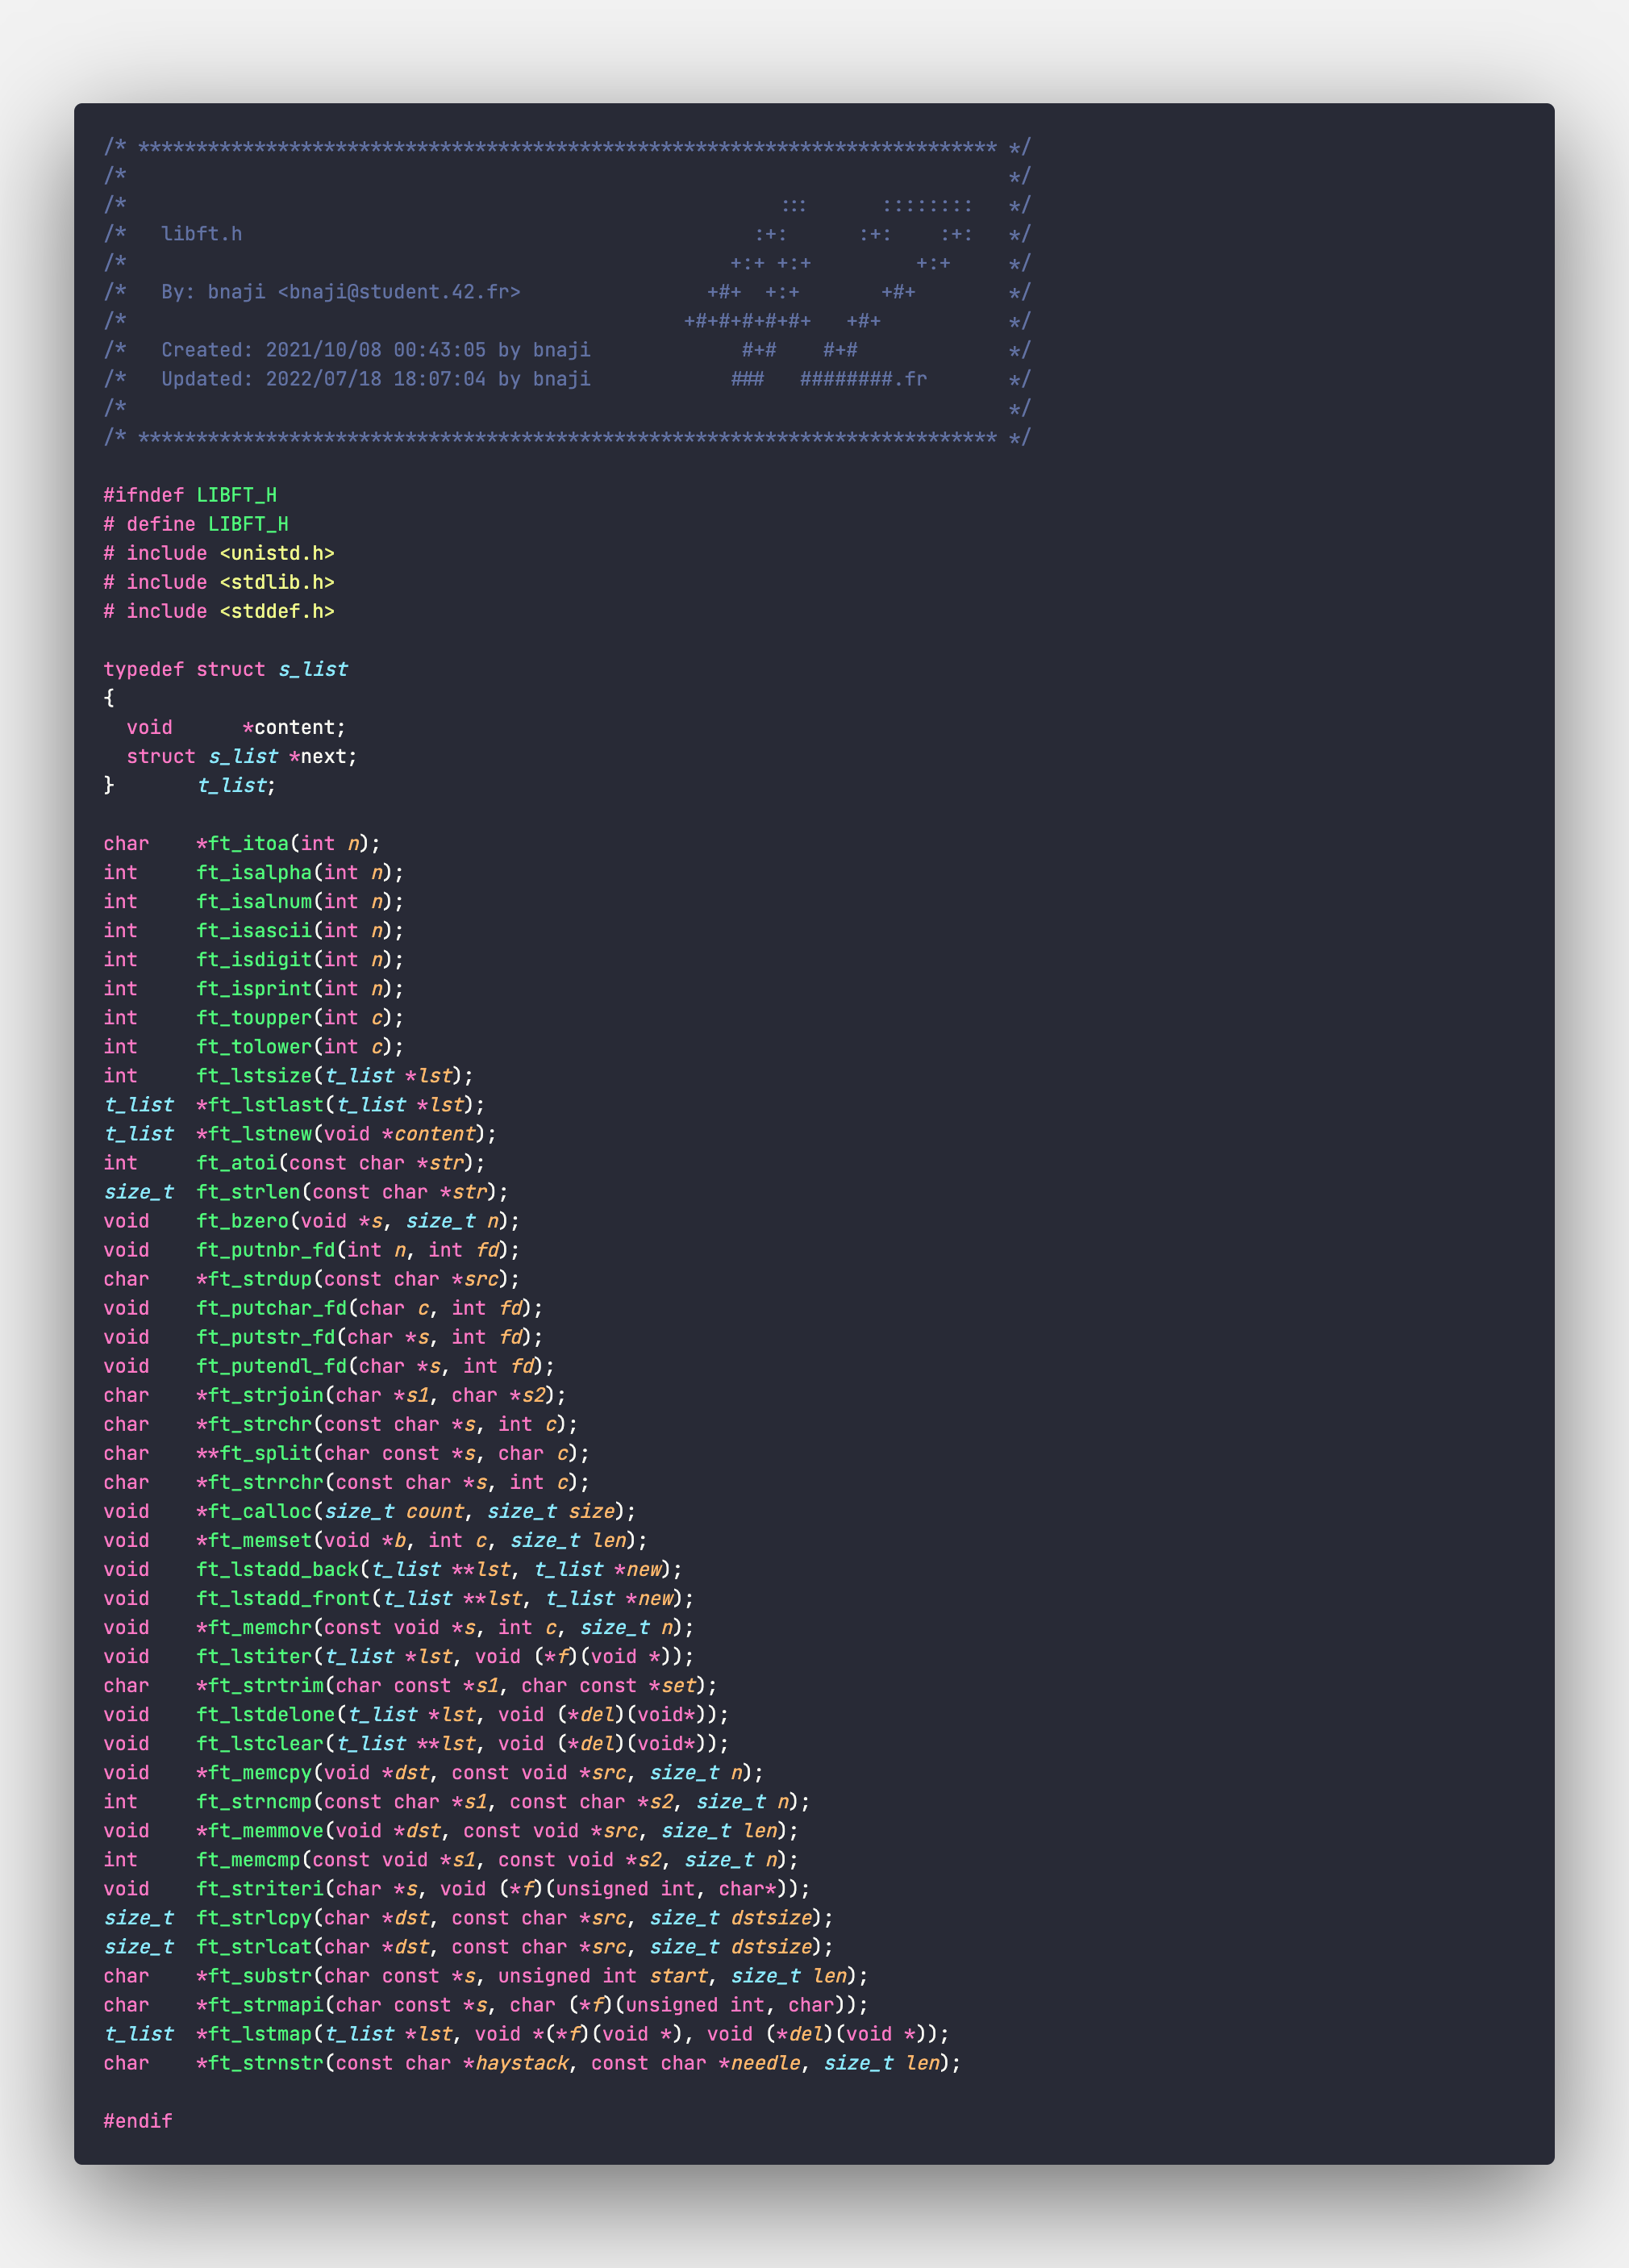 /* ************************************************************************** */
/*                                                                            */
/*                                                        :::      ::::::::   */
/*   libft.h                                            :+:      :+:    :+:   */
/*                                                    +:+ +:+         +:+     */
/*   By: bnaji <bnaji@student.42.fr>                +#+  +:+       +#+        */
/*                                                +#+#+#+#+#+   +#+           */
/*   Created: 2021/10/08 00:43:05 by bnaji             #+#    #+#             */
/*   Updated: 2022/07/18 18:07:04 by bnaji            ###   ########.fr       */
/*                                                                            */
/* ************************************************************************** */

#ifndef LIBFT_H
# define LIBFT_H
# include <unistd.h>
# include <stdlib.h>
# include <stddef.h>

typedef struct s_list
{
  void      *content;
  struct s_list *next;
}       t_list;

char    *ft_itoa(int n);
int     ft_isalpha(int n);
int     ft_isalnum(int n);
int     ft_isascii(int n);
int     ft_isdigit(int n);
int     ft_isprint(int n);
int     ft_toupper(int c);
int     ft_tolower(int c);
int     ft_lstsize(t_list *lst);
t_list  *ft_lstlast(t_list *lst);
t_list  *ft_lstnew(void *content);
int     ft_atoi(const char *str);
size_t  ft_strlen(const char *str);
void    ft_bzero(void *s, size_t n);
void    ft_putnbr_fd(int n, int fd);
char    *ft_strdup(const char *src);
void    ft_putchar_fd(char c, int fd);
void    ft_putstr_fd(char *s, int fd);
void    ft_putendl_fd(char *s, int fd);
char    *ft_strjoin(char *s1, char *s2);
char    *ft_strchr(const char *s, int c);
char    **ft_split(char const *s, char c);
char    *ft_strrchr(const char *s, int c);
void    *ft_calloc(size_t count, size_t size);
void    *ft_memset(void *b, int c, size_t len);
void    ft_lstadd_back(t_list **lst, t_list *new);
void    ft_lstadd_front(t_list **lst, t_list *new);
void    *ft_memchr(const void *s, int c, size_t n);
void    ft_lstiter(t_list *lst, void (*f)(void *));
char    *ft_strtrim(char const *s1, char const *set);
void    ft_lstdelone(t_list *lst, void (*del)(void*));
void    ft_lstclear(t_list **lst, void (*del)(void*));
void    *ft_memcpy(void *dst, const void *src, size_t n);
int     ft_strncmp(const char *s1, const char *s2, size_t n);
void    *ft_memmove(void *dst, const void *src, size_t len);
int     ft_memcmp(const void *s1, const void *s2, size_t n);
void    ft_striteri(char *s, void (*f)(unsigned int, char*));
size_t  ft_strlcpy(char *dst, const char *src, size_t dstsize);
size_t  ft_strlcat(char *dst, const char *src, size_t dstsize);
char    *ft_substr(char const *s, unsigned int start, size_t len);
char    *ft_strmapi(char const *s, char (*f)(unsigned int, char));
t_list  *ft_lstmap(t_list *lst, void *(*f)(void *), void (*del)(void *));
char    *ft_strnstr(const char *haystack, const char *needle, size_t len);

#endif